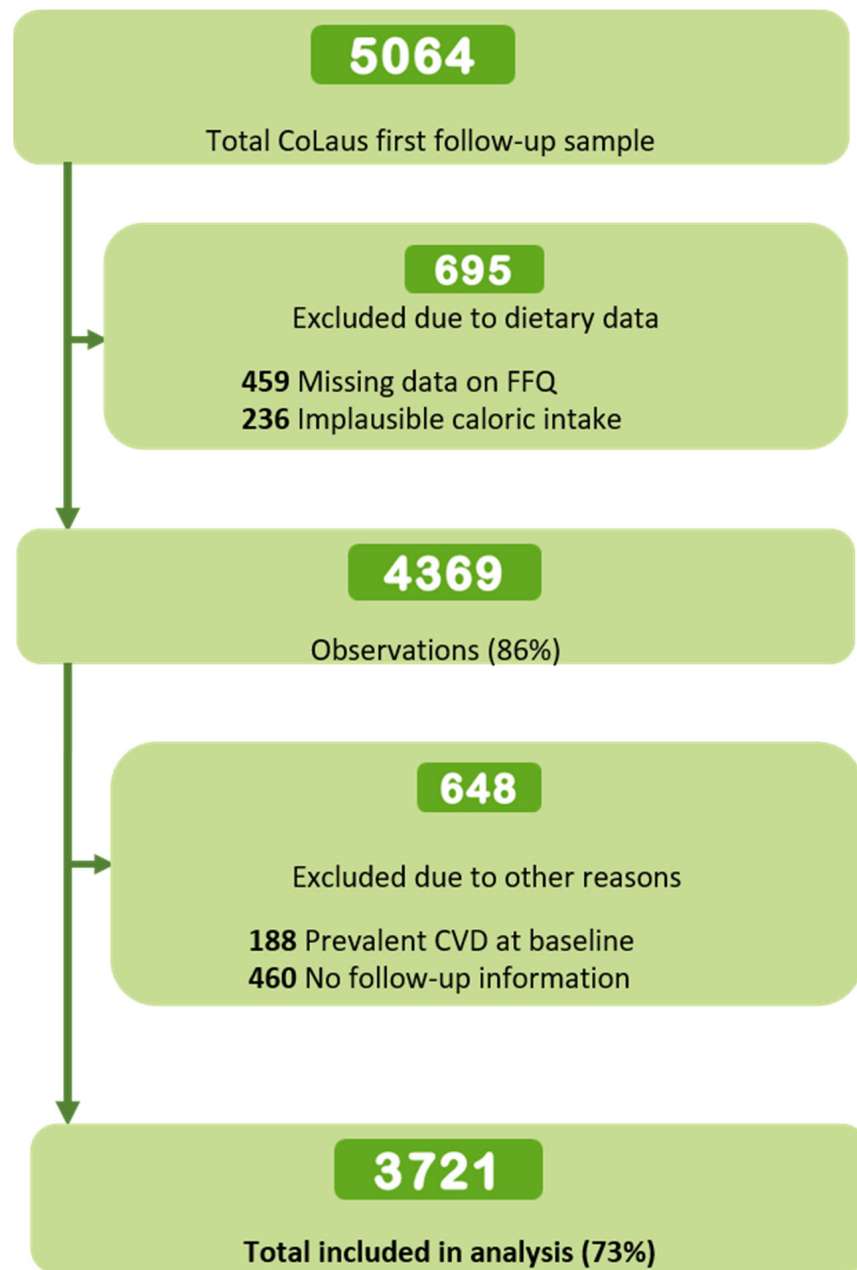 5064
Total CoLaus first follow-up sample
695
Excluded due to dietary data
459 Missing data on FFQ
236 Implausible caloric intake
4369
Observations (86%)
648
Excluded due to other reasons
188 Prevalent CVD at baseline
460 No follow-up information
3721
Total included in analysis (73%)